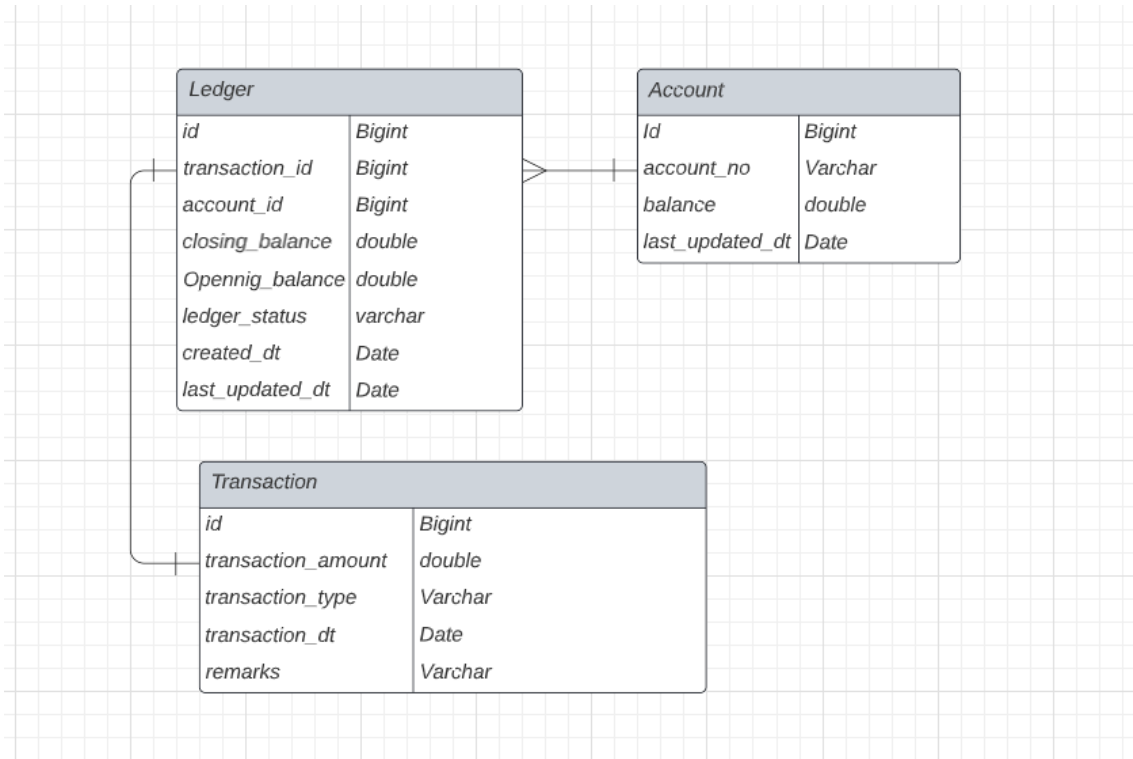 Ledger
id Bigint
transaction_id Bigint
account_id Bigint
closing_balance double
Opennig_balance double
ledger_status varchar
created_dt Date
last_updated_dt Date
Account
Id Bigint
account_no Varchar
balance double
last_updated_dt Date
Transaction
id Bigint
transaction_amount double
transaction_type Varchar
transaction_dt Date
remarks Varchar